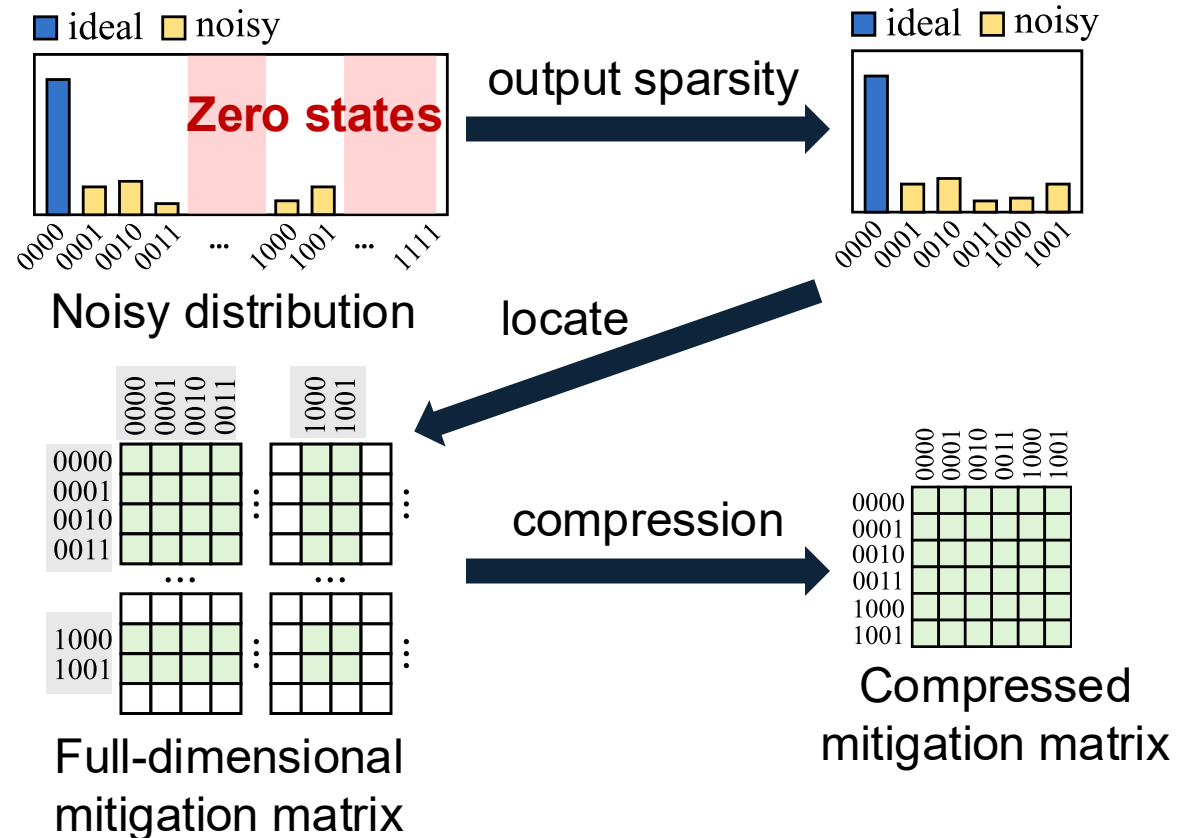 ideal noisy
Zero states
0000 0001 0010 0011 ... 1000 1001 ... 1111
Noisy distribution
output sparsity
ideal noisy
0000 0001 0010 0011 1000 1001
locate
0000 0001 0010 0011 1000 1001
0000
0001
0010
0011
...
1000
1001
Full-dimensional
mitigation matrix
compression
0000 0001 0010 0011 1000 1001
0000
0001
0010
0011
1000
1001
Compressed
mitigation matrix